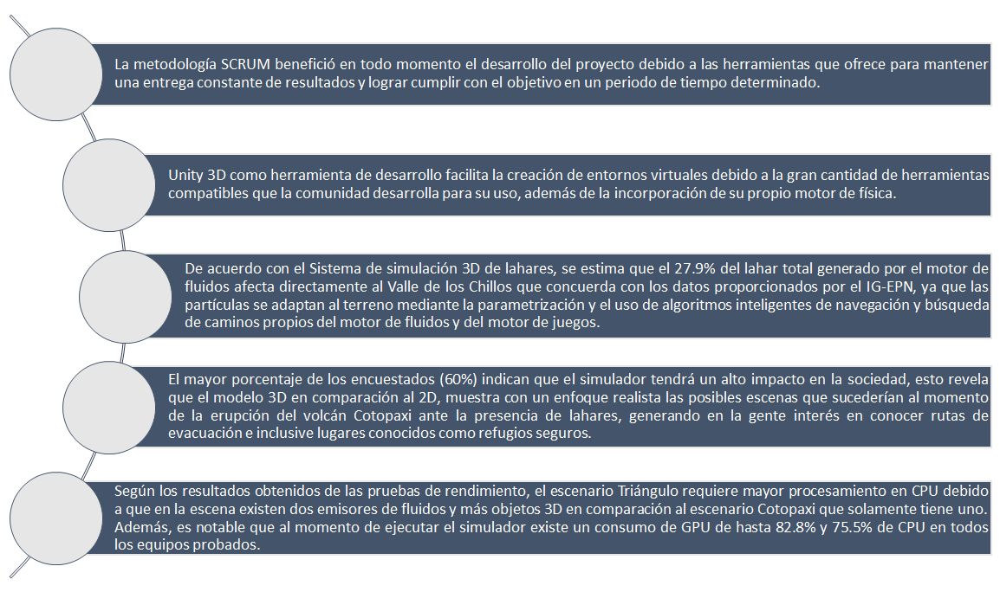 La metodología SCRUM benefició en todo momento el desarrollo del proyecto debido a las herramientas que ofrece para mantener
una entrega constante de resultados y lograr cumplir con el objetivo en un periodo de tiempo determinado.
Unity 3D como herramienta de desarrollo facilita la creación de entornos virtuales debido a la gran cantidad de herramientas
compatibles que la comunidad desarrolla para su uso, además de la incorporación de su propio motor de física.
De acuerdo con el Sistema de simulación 3D de lahares, se estima que el 27.9% del lahar total generado por el motor de
fluidos afecta directamente al Valle de los Chillos que concuerda con los datos proporcionados por el IG-EPN, ya que las
partículas se adaptan al terreno mediante la parametrización y el uso de algoritmos inteligentes de navegación y búsqueda
de caminos propios del motor de fluidos y del motor de juegos.
El mayor porcentaje de los encuestados (60%) indican que el simulador tendrá un alto impacto en la sociedad, esto revela
que el modelo 3D en comparación al 2D, muestra con un enfoque realista las posibles escenas que sucederían al momento
de la erupción del volcán Cotopaxi ante la presencia de lahares, generando en la gente interés en conocer rutas de
evacuación e inclusive lugares conocidos como refugios seguros.
Según los resultados obtenidos de las pruebas de rendimiento, el escenario Triángulo requiere mayor procesamiento en CPU debido
a que en la escena existen dos emisores de fluidos y más objetos 3D en comparación al escenario Cotopaxi que solamente tiene uno.
Además, es notable que al momento de ejecutar el simulador existe un consumo de GPU de hasta 82.8% y 75.5% de CPU en todos
los equipos probados.